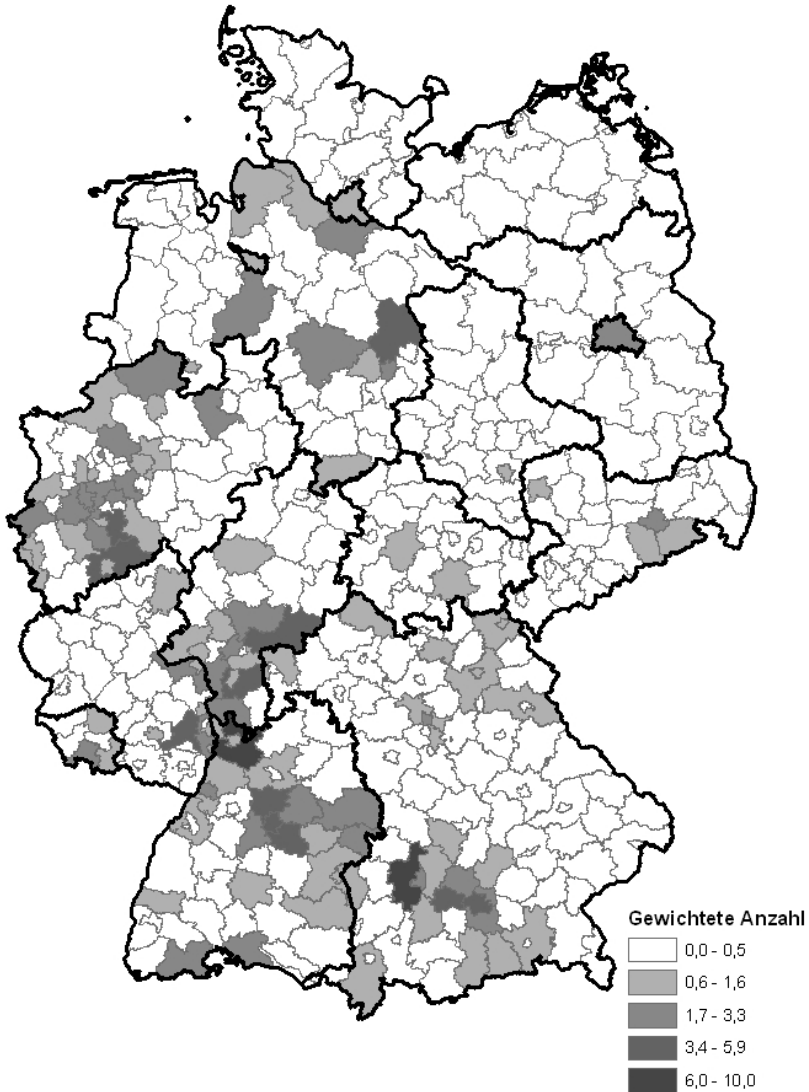 Gewichtete Anzahl
0,0 - 0,5
0,6 - 1,6
1,7 - 3,3
3,4 - 5,9
6,0 - 10,0